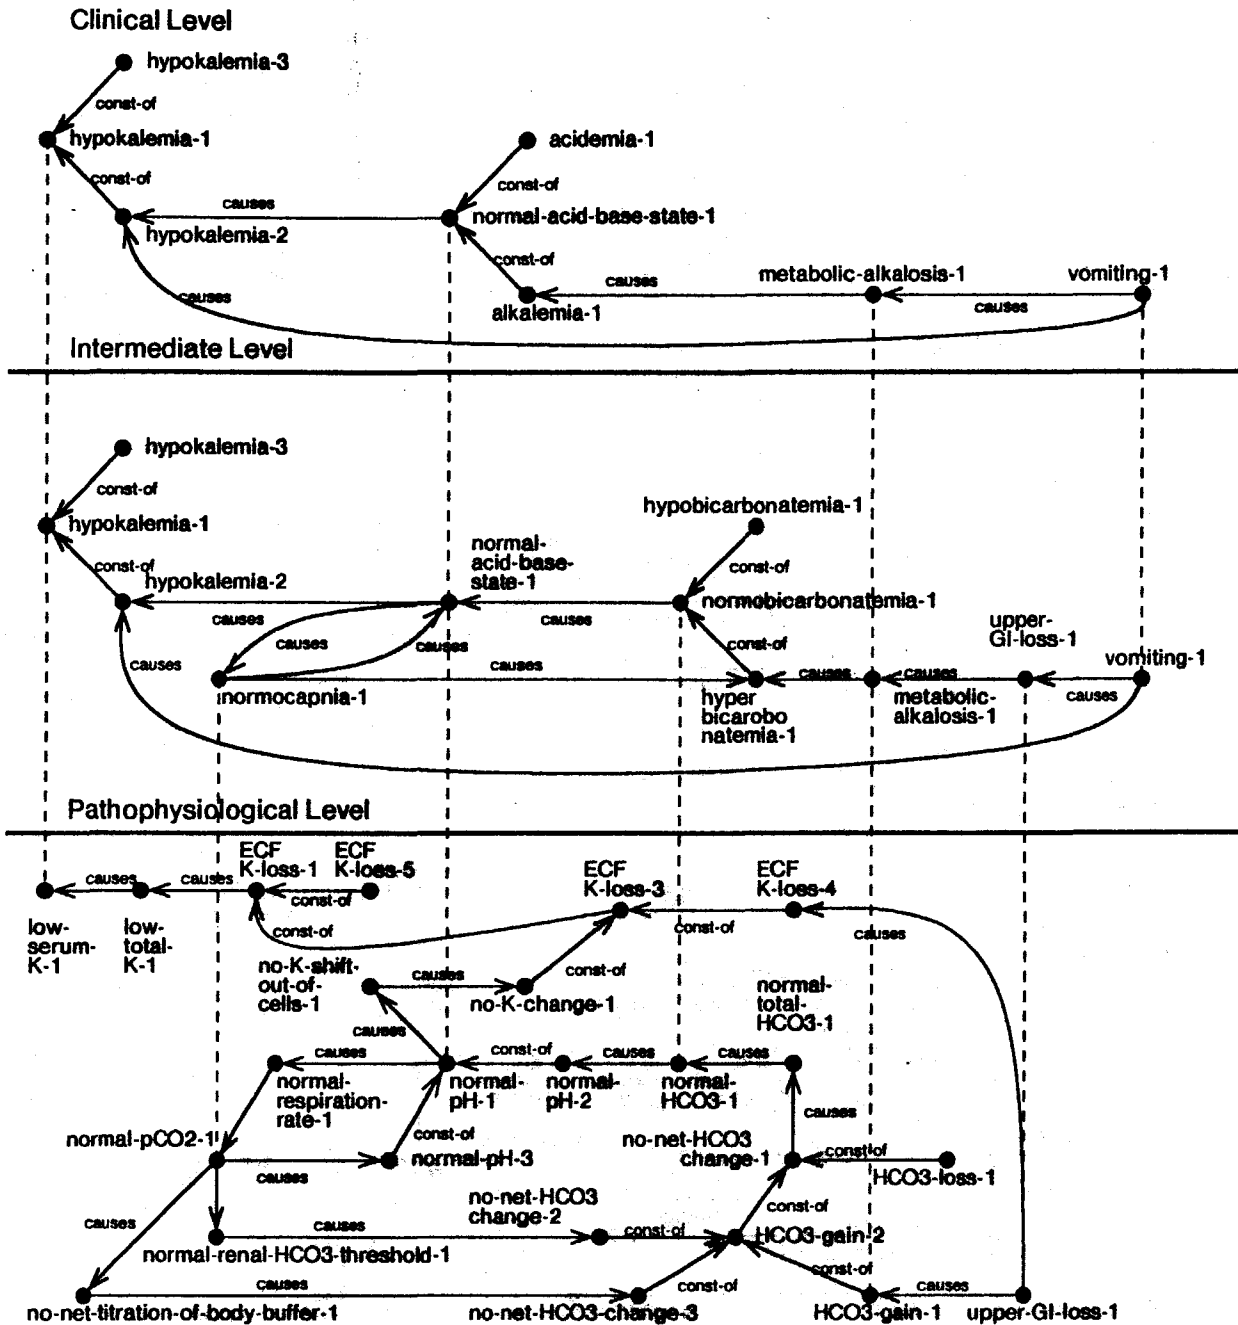 Clinical Level
hypokalemia-3
const-of
hypokalemia-1
acidemia-1
const-of
const-of
causes
normal-acid-base-state-1
hypokalemia-2
const-of
metabolic-alkalosis-1
vomiting-1
causes
causes
causes
alkalemia-1
Intermediate Level
hypokalemia-3
const-of
hypobicarbonatemia-1
hypokalemia-1
normal-
acid-base-
state-1
const-of
const-of
hypokalemia-2
normobicarbonatemia-1
causes
causes
upper-
GI-loss-1
causes
causes
const-of
causes
causes
vomiting-1
causes
causes
causes
normocapnia-1
hyper
bicarobo
natemia-1
metabolic-
alkalosis-1
Pathophysiological Level
ECF
K-loss-1
ECF
K-loss-5
ECF
K-loss-3
ECF
K-loss-4
causes
causes
const-of
low-
serum-
K-1
low-
total-
K-1
const-of
const-of
causes
no-K-shift-
out-of-
cells-1
causes
const-of
no-K-change-1
normal-
total-
HCO3-1
causes
causes
const-of
causes
causes
normal-
respiration-
rate-1
normal-
pH-1
normal-
pH-2
normal-
HCO3-1
causes
normal-pCO2-1
const-of
no-net-HCO3
change-1
normal-pH-3
const-of
causes
HCO3-loss-1
no-net-HCO3
change-2
const-of
causes
causes
const-of
HCO3-gain-2
normal-renal-HCO3-threshold-1
const-of
causes
const-of
causes
no-net-titration-of-body-buffer-1
no-net-HCO3-change-3
HCO3-gain-1
upper-GI-loss-1